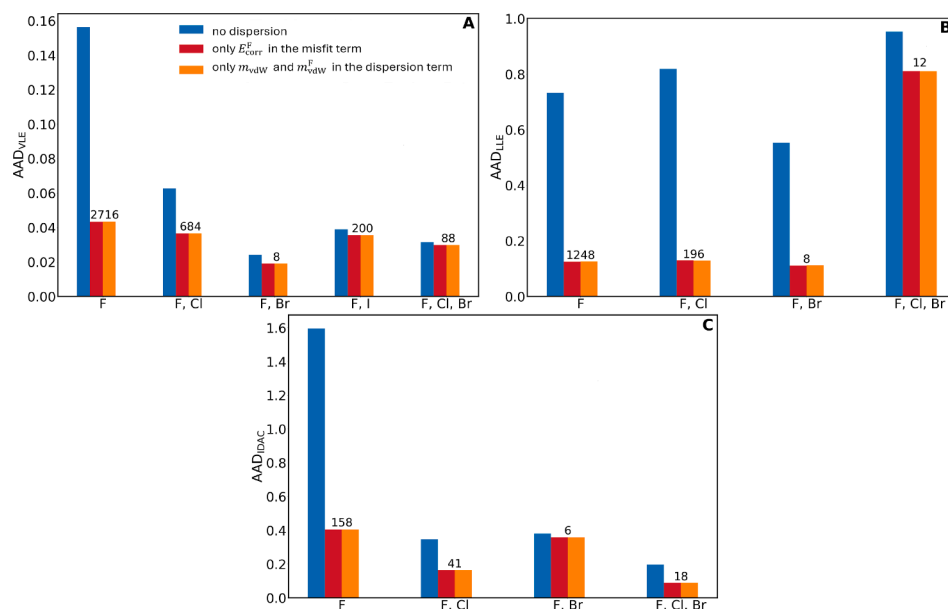 A
0.16
0.14
0.12
0.10
0.08
0.06
0.04
0.02
0.00
AAD_VLE
no dispersion
only E^F_corr in the misfit term
only m_vdW and m^F_vdW in the dispersion term
2716
684
8
200
88
F
F, Cl
F, Br
F, I
F, Cl, Br
B
1.0
0.8
0.6
0.4
0.2
0.0
AAD_LLE
1248
196
8
12
F
F, Cl
F, Br
F, Cl, Br
C
1.6
1.4
1.2
1.0
0.8
0.6
0.4
0.2
0.0
AAD_IDAC
158
41
6
18
F
F, Cl
F, Br
F, Cl, Br